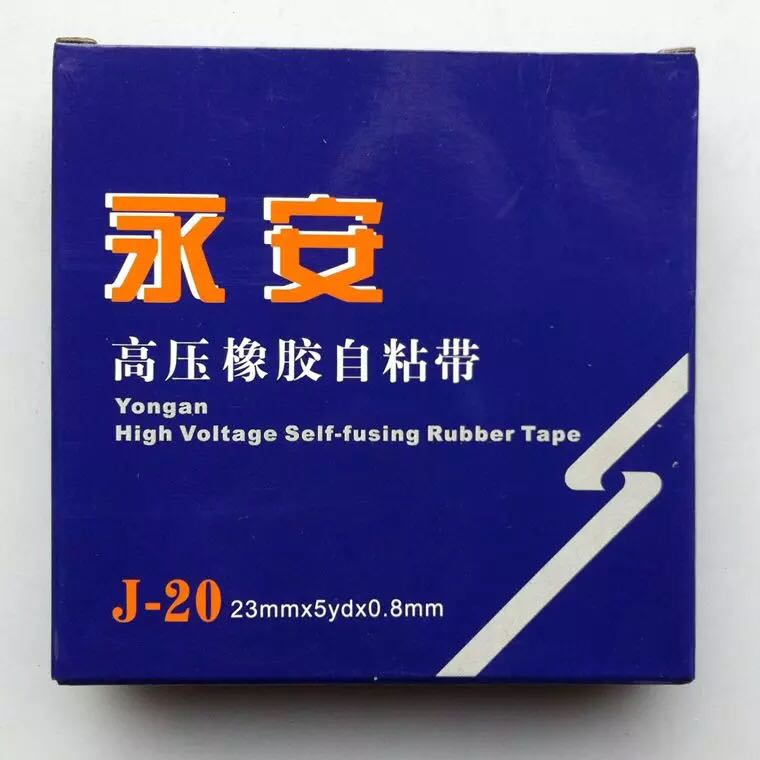 永安
高压橡胶自粘带
Yongan
High Voltage Self-fusing Rubber Tape
J-20 23mmx5ydx0.8mm